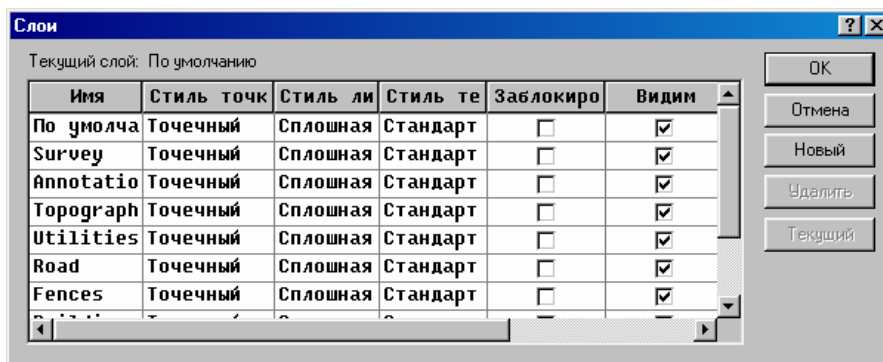 Слои
Текущий слой: По умолчанию
Имя Стиль точк Стиль ли Стиль те Заблокиро Видим
По умолча Точечный Сплошная Стандарт
Survey Точечный Сплошная Стандарт
Annotatio Точечный Сплошная Стандарт
Topograph Точечный Сплошная Стандарт
Utilities Точечный Сплошная Стандарт
Road Точечный Сплошная Стандарт
Fences Точечный Сплошная Стандарт
OK
Отмена
Новый
Удалить
Текущий